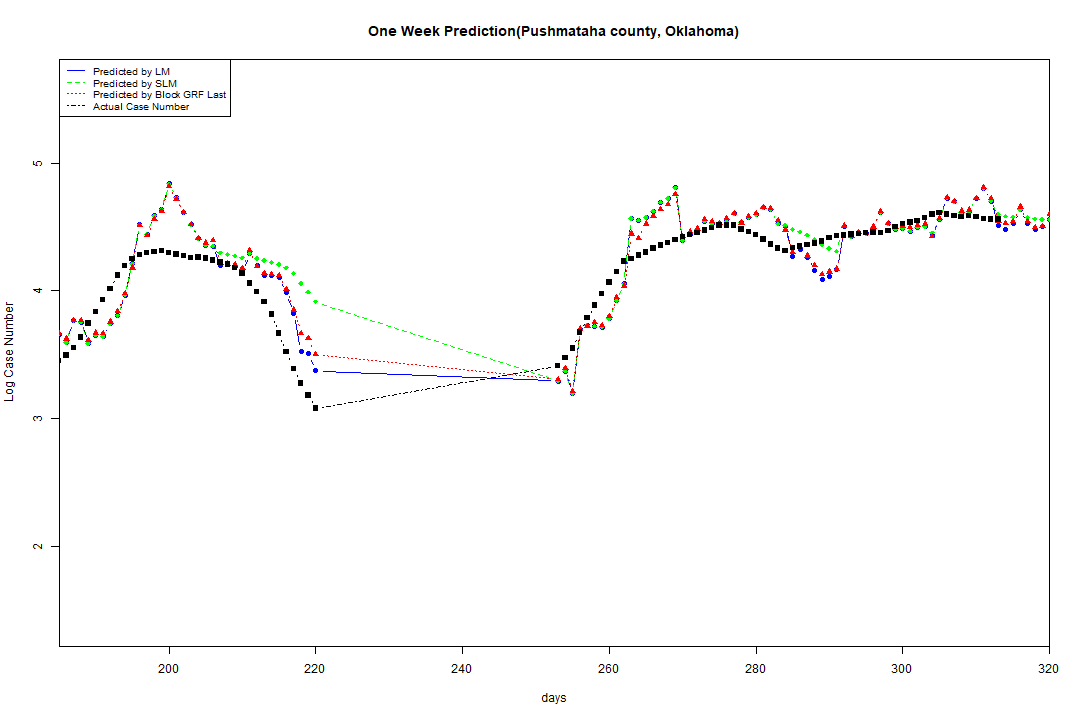 One Week Prediction(Pushmataha county, Oklahoma)
Predicted by LM
Predicted by SLM
Predicted by Block GRF Last
Actual Case Number
5
4
3
2
Log Case Number
200
220
240
260
280
300
320
days